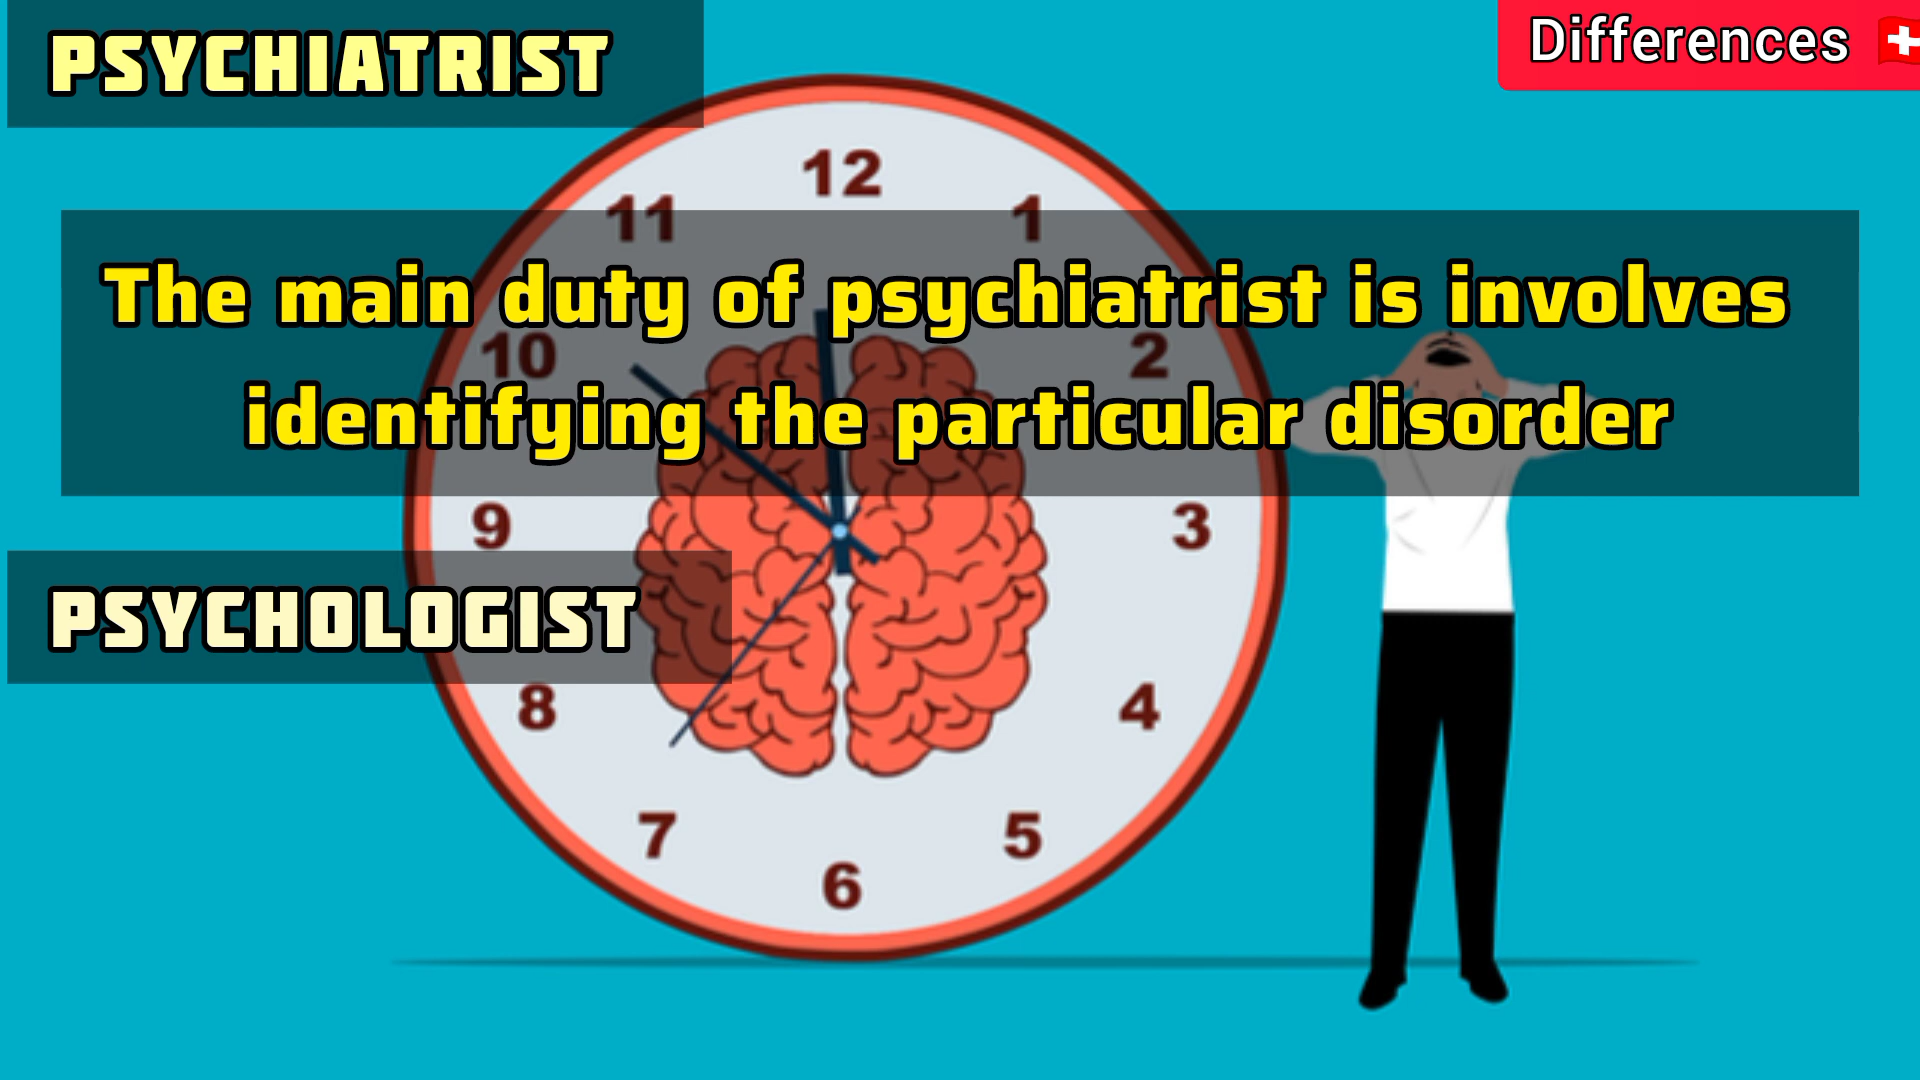 PSYCHIATRIST
Differences
The main duty of psychiatrist is involves
identifying the particular disorder
PSYCHOLOGIST
12
11
1
10
2
9
3
8
4
7
5
6